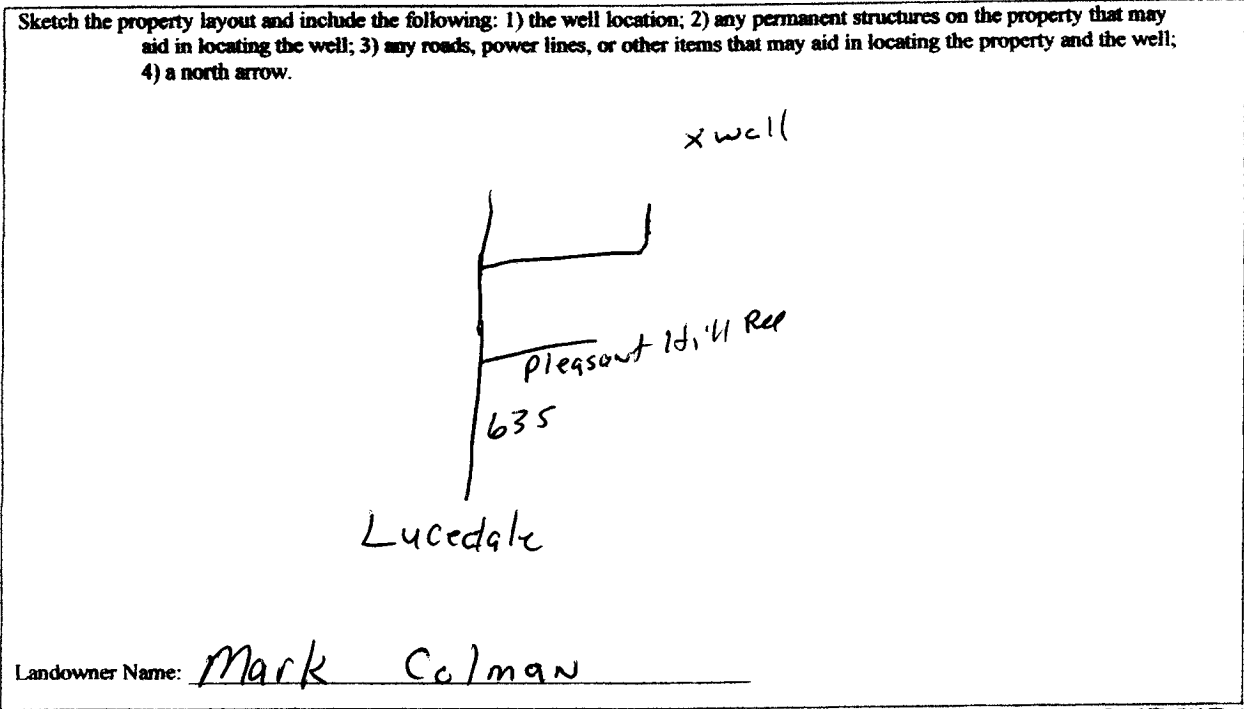 Sketch the property layout and include the following: 1) the well location; 2) any permanent structures on the property that may
aid in locating the well; 3) any roads, power lines, or other items that may aid in locating the property and the well;
4) a north arrow.
x well
Pleasant Hill Rd
635
Lucedale
Landowner Name: Mark Colman